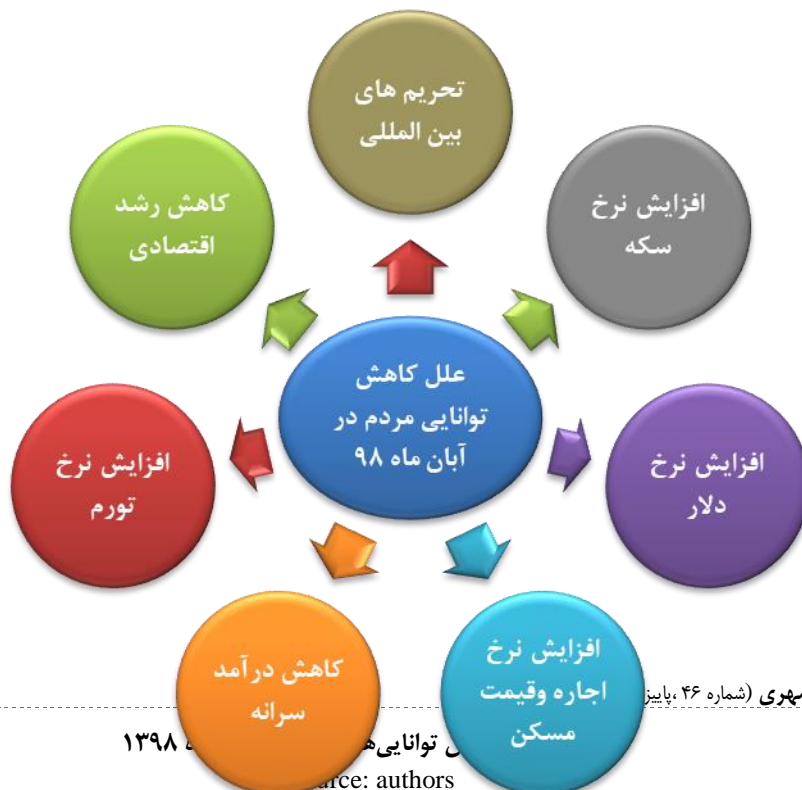 تحریم های
بین المللی
افزایش نرخ
سکه
کاهش رشد
اقتصادی
علل کاهش
توانایی مردم در
آبان ماه ۹۸
افزایش نرخ
دلار
افزایش نرخ
تورم
افزایش نرخ
اجاره وقیمت
مسکن
کاهش درآمد
سرانه
(شماره ۴۶ ،پاییز
۱۳۹۸
authors